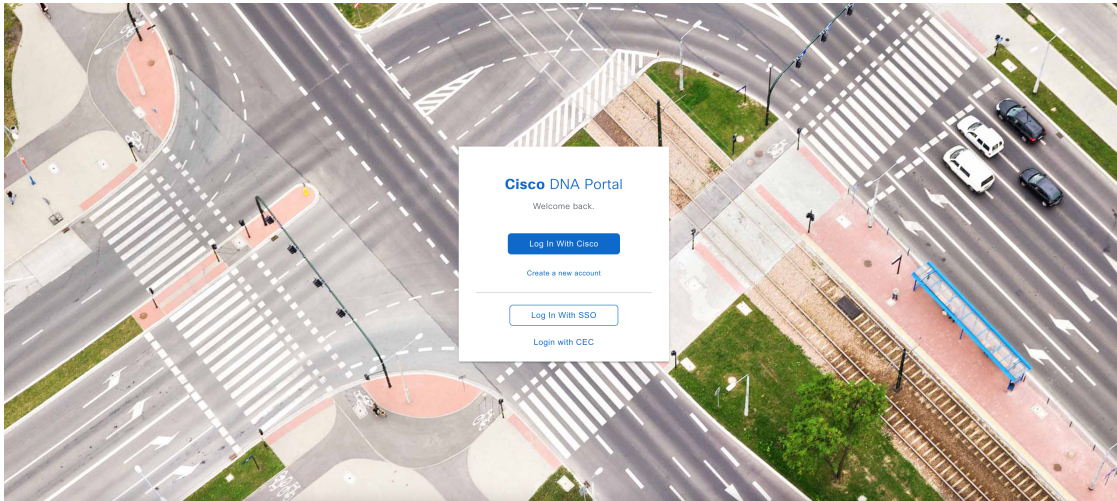 Cisco DNA Portal
Welcome back.
Log In With Cisco
Create a new account
Log In With SSO
Login with CEC